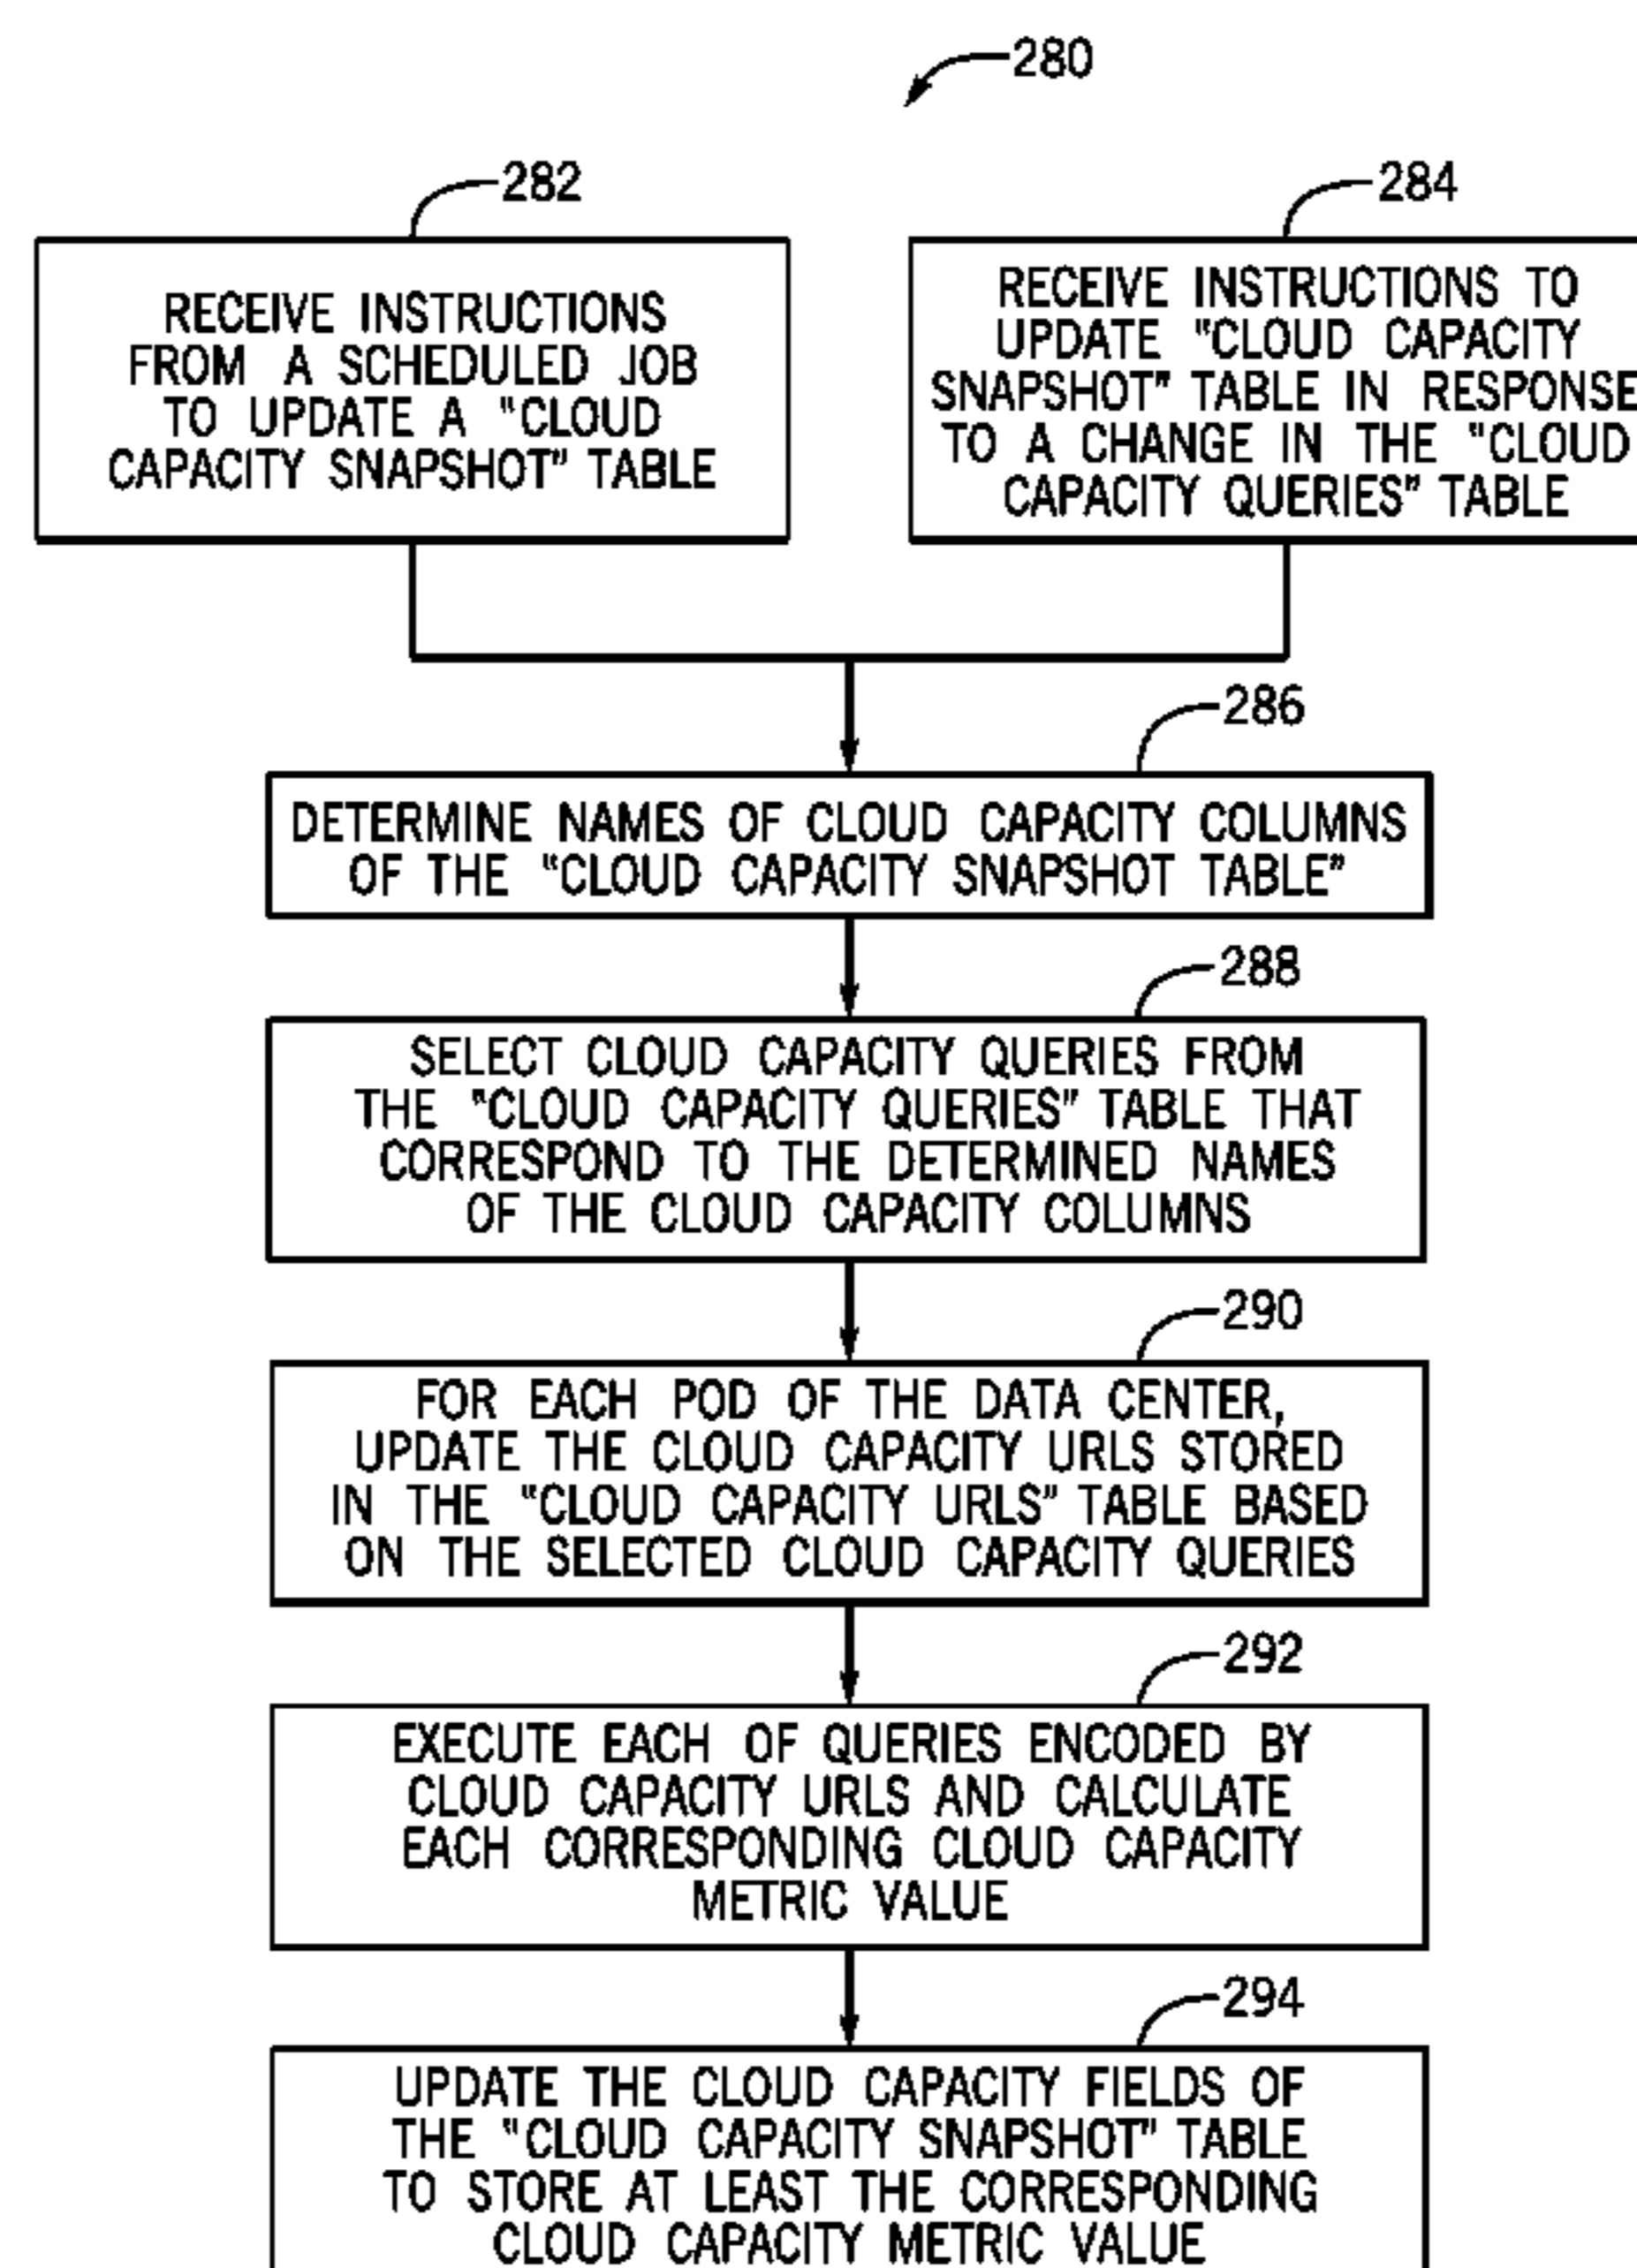 280
282
RECEIVE INSTRUCTIONS
FROM A SCHEDULED JOB
TO UPDATE A "CLOUD
CAPACITY SNAPSHOT" TABLE
284
RECEIVE INSTRUCTIONS TO
UPDATE "CLOUD CAPACITY
SNAPSHOT" TABLE IN RESPONSE
TO A CHANGE IN THE "CLOUD
CAPACITY QUERIES" TABLE
286
DETERMINE NAMES OF CLOUD CAPACITY COLUMNS
OF THE "CLOUD CAPACITY SNAPSHOT TABLE"
288
SELECT CLOUD CAPACITY QUERIES FROM
THE "CLOUD CAPACITY QUERIES" TABLE THAT
CORRESPOND TO THE DETERMINED NAMES
OF THE CLOUD CAPACITY COLUMNS
290
FOR EACH POD OF THE DATA CENTER,
UPDATE THE CLOUD CAPACITY URLS STORED
IN THE "CLOUD CAPACITY URLS" TABLE BASED
ON THE SELECTED CLOUD CAPACITY QUERIES
292
EXECUTE EACH OF QUERIES ENCODED BY
CLOUD CAPACITY URLS AND CALCULATE
EACH CORRESPONDING CLOUD CAPACITY
METRIC VALUE
294
UPDATE THE CLOUD CAPACITY FIELDS OF
THE "CLOUD CAPACITY SNAPSHOT" TABLE
TO STORE AT LEAST THE CORRESPONDING
CLOUD CAPACITY METRIC VALUE